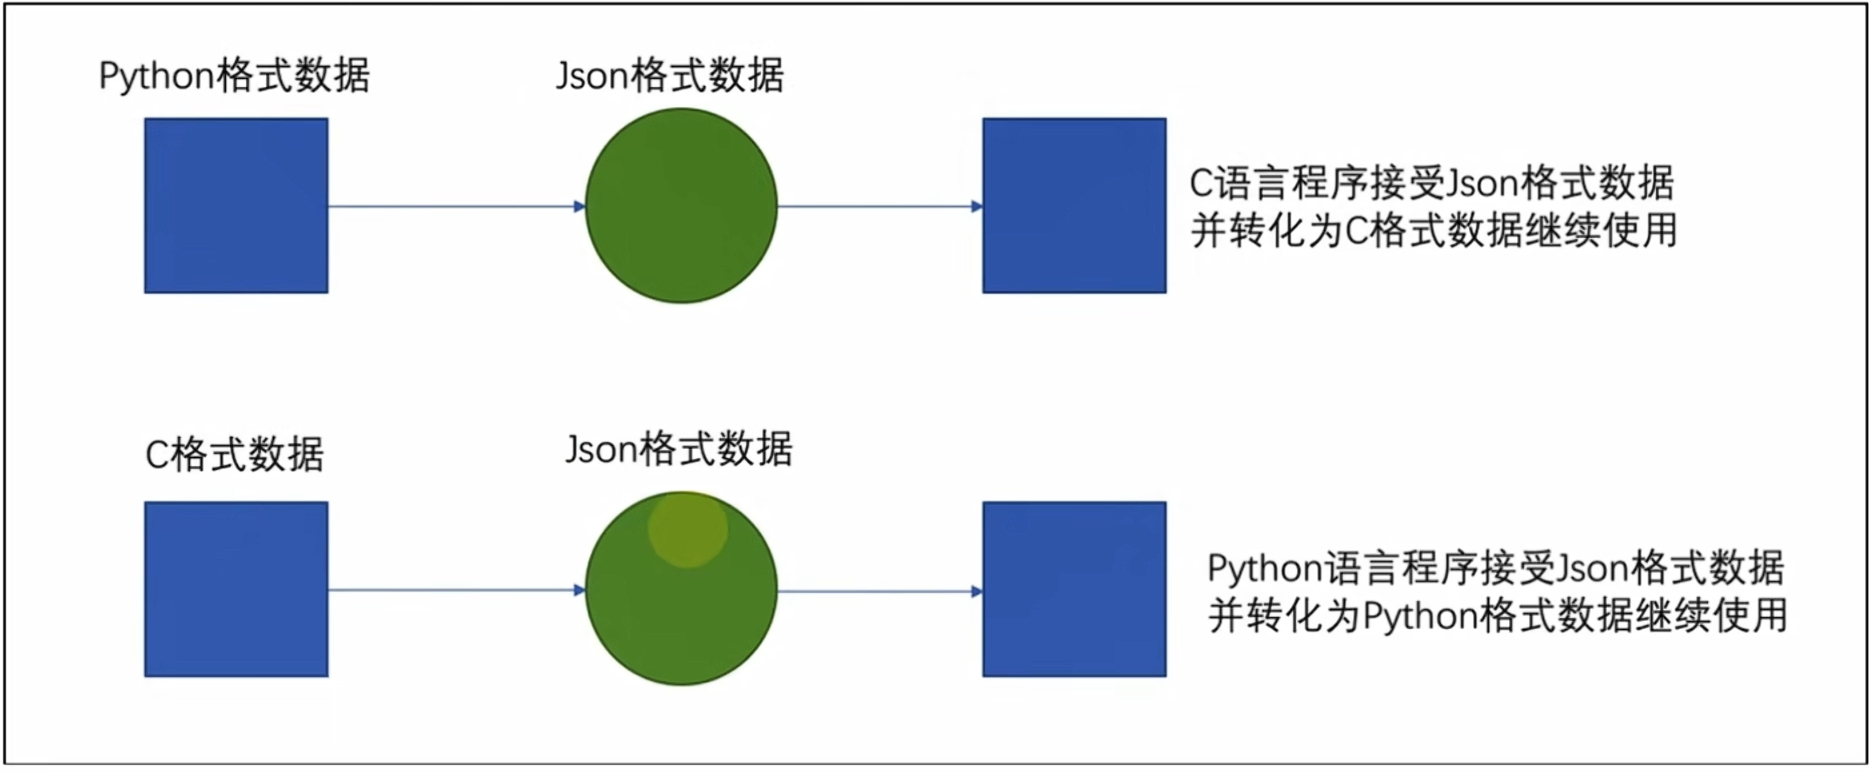 Python格式数据
Json格式数据
C语言程序接受Json格式数据
并转化为C格式数据继续使用
C格式数据
Json格式数据
Python语言程序接受Json格式数据
并转化为Python格式数据继续使用